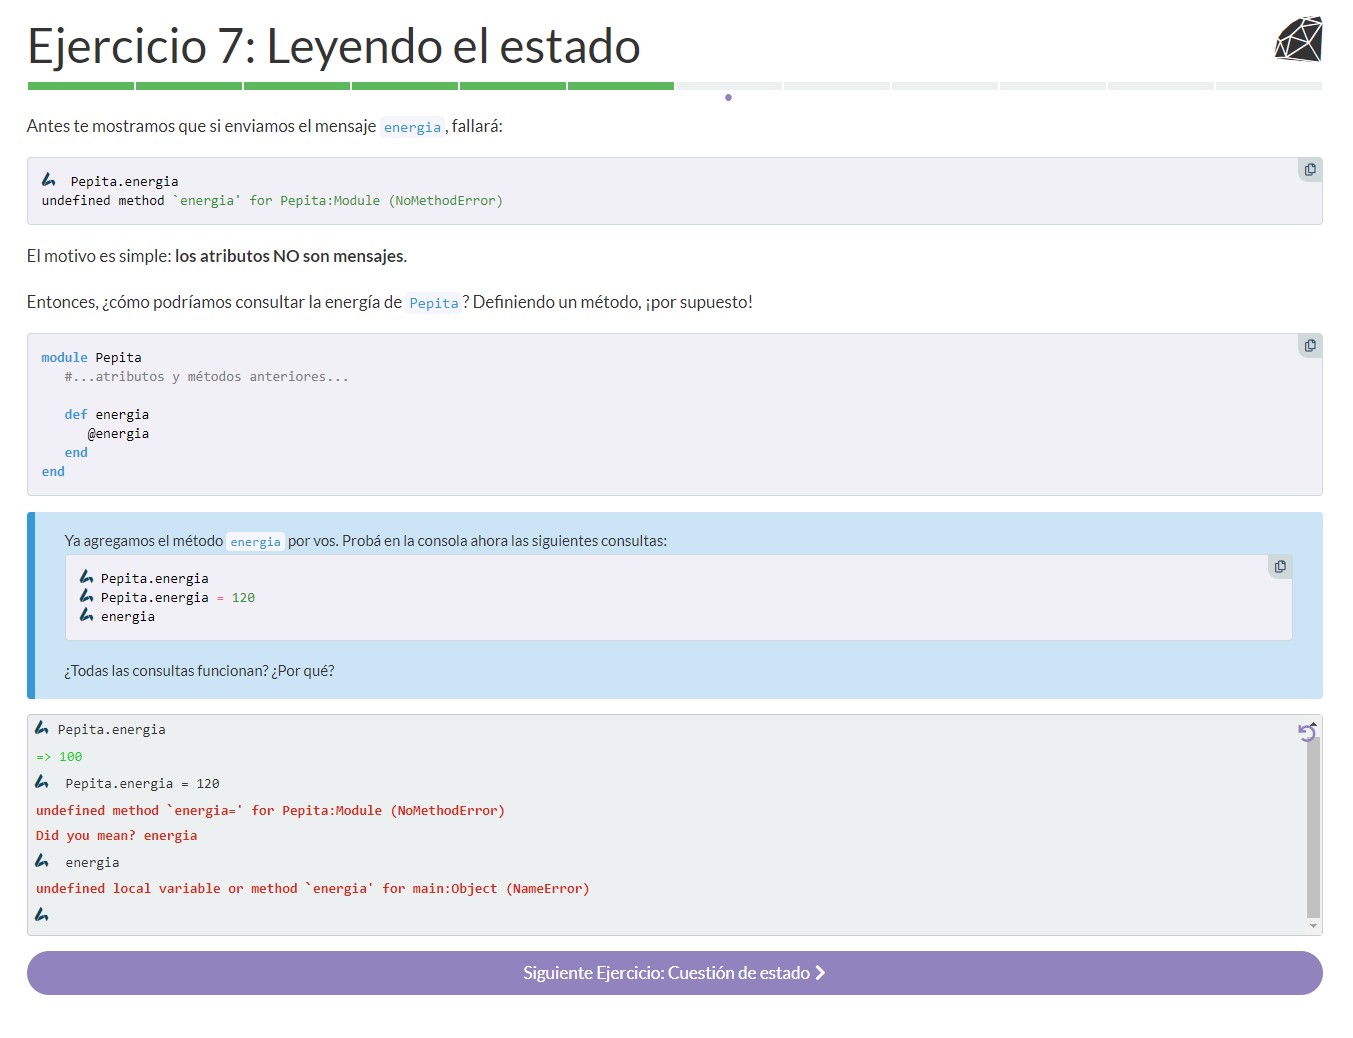 Ejercicio 7: Leyendo el estado
Antes te mostramos que si enviamos el mensaje energia, fallará:
Pepita.energia
undefined method `energia' for Pepita:Module (NoMethodError)
El motivo es simple: los atributos NO son mensajes.
Entonces, ¿cómo podríamos consultar la energía de Pepita? Definiendo un método, ¡por supuesto!
module Pepita
#...atributos y métodos anteriores...
def energia
@energia
end
end
Ya agregamos el método energia por vos. Probá en la consola ahora las siguientes consultas:
Pepita.energia
Pepita.energia = 120
energia
¿Todas las consultas funcionan? ¿Por qué?
Pepita.energia
=> 100
Pepita.energia = 120
undefined method `energia=' for Pepita:Module (NoMethodError)
Did you mean? energia
energia
undefined local variable or method `energia' for main:Object (NameError)
Siguiente Ejercicio: Cuestión de estado